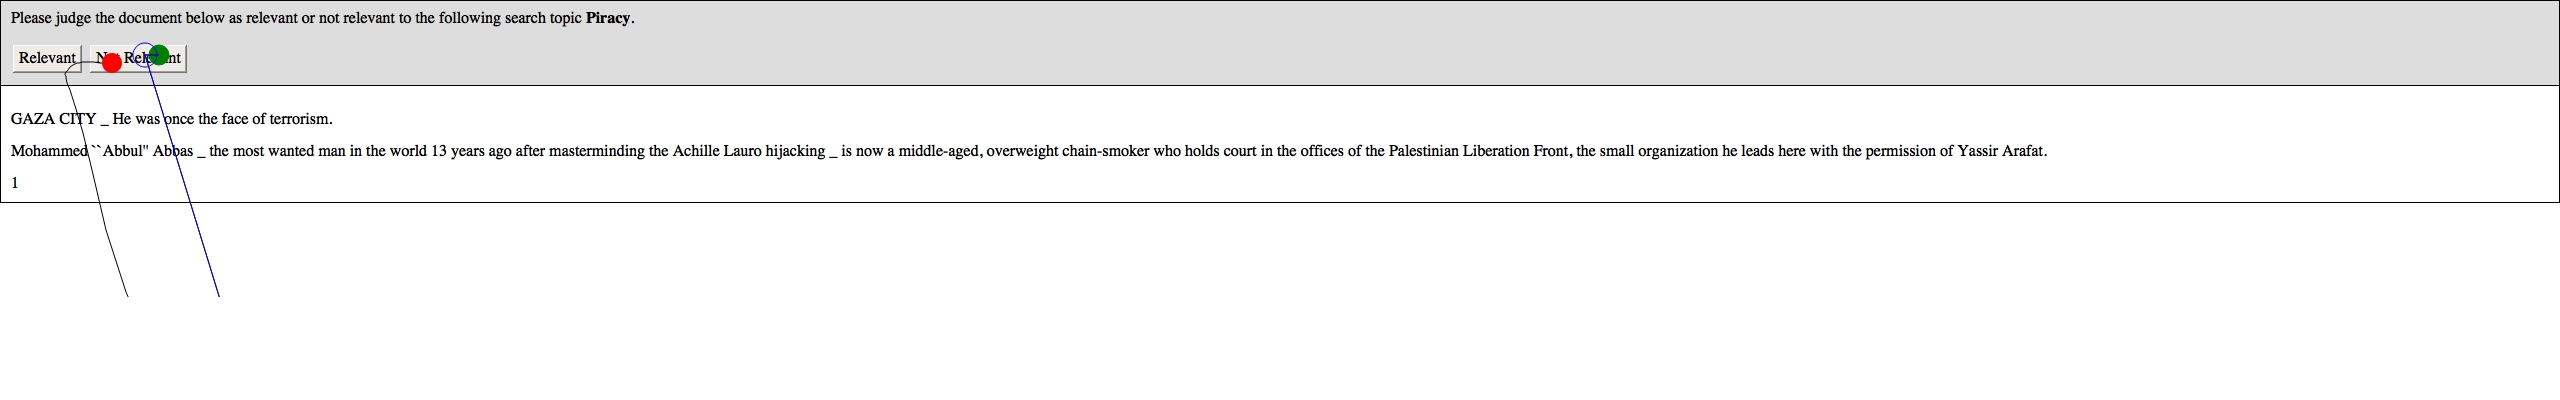 Please judge the document below as relevant or not relevant to the following search topic Piracy.
Relevant Not Relevant
GAZA CITY _ He was once the face of terrorism.
Mohammed ``Abbul'' Abbas _ the most wanted man in the world 13 years ago after masterminding the Achille Lauro hijacking _ is now a middle-aged, overweight chain-smoker who holds court in the offices of the Palestinian Liberation Front, the small organization he leads here with the permission of Yassir Arafat.
1